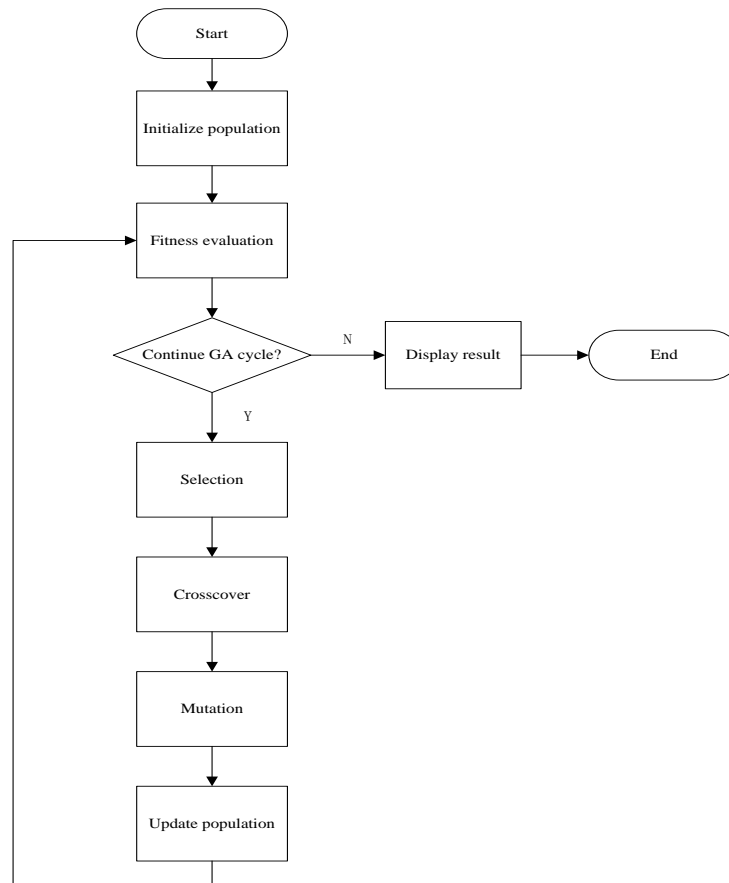 Start
Initialize population
Fitness evaluation
Continue GA cycle?
N
Display result
End
Y
Selection
Crosscover
Mutation
Update population